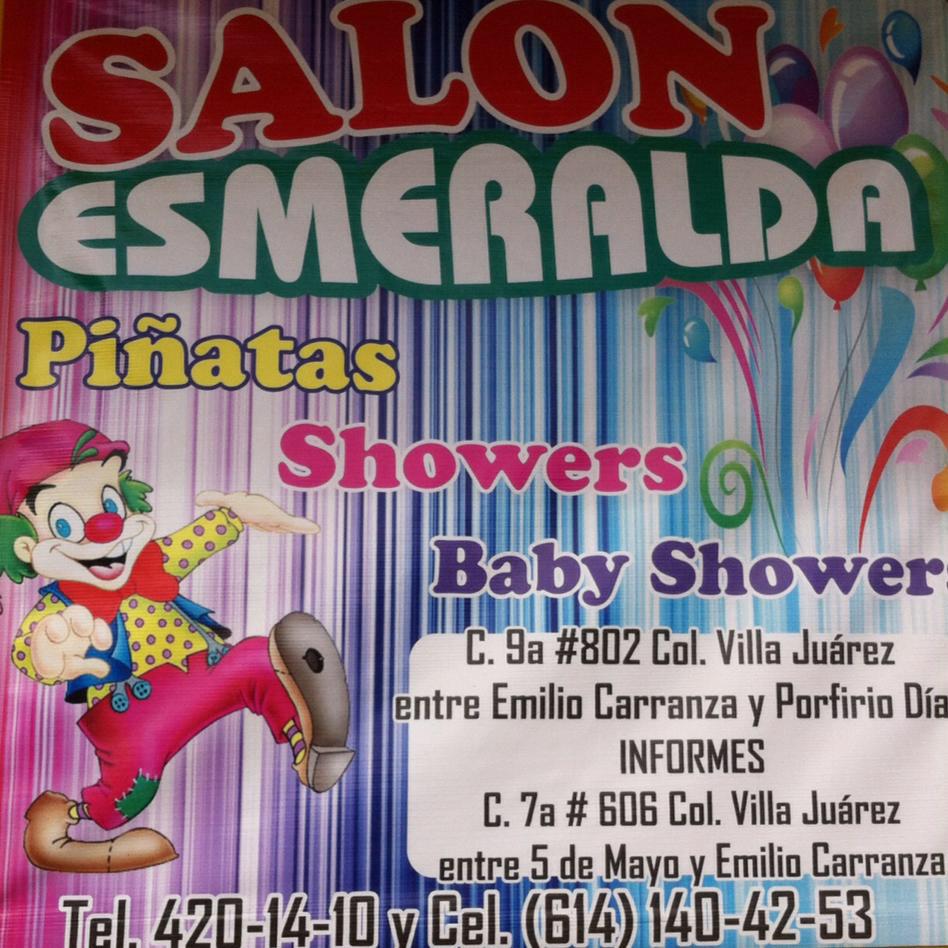 SALON
ESMERALDA
Piñatas
Showers
Baby Showers
C. 9a #802 Col. Villa Juárez
entre Emilio Carranza y Porfirio Día
INFORMES
C. 7a # 606 Col. Villa Juárez
entre 5 de Mayo y Emilio Carranza
Tel. 420-14-10 y Cel. (614) 140-42-53